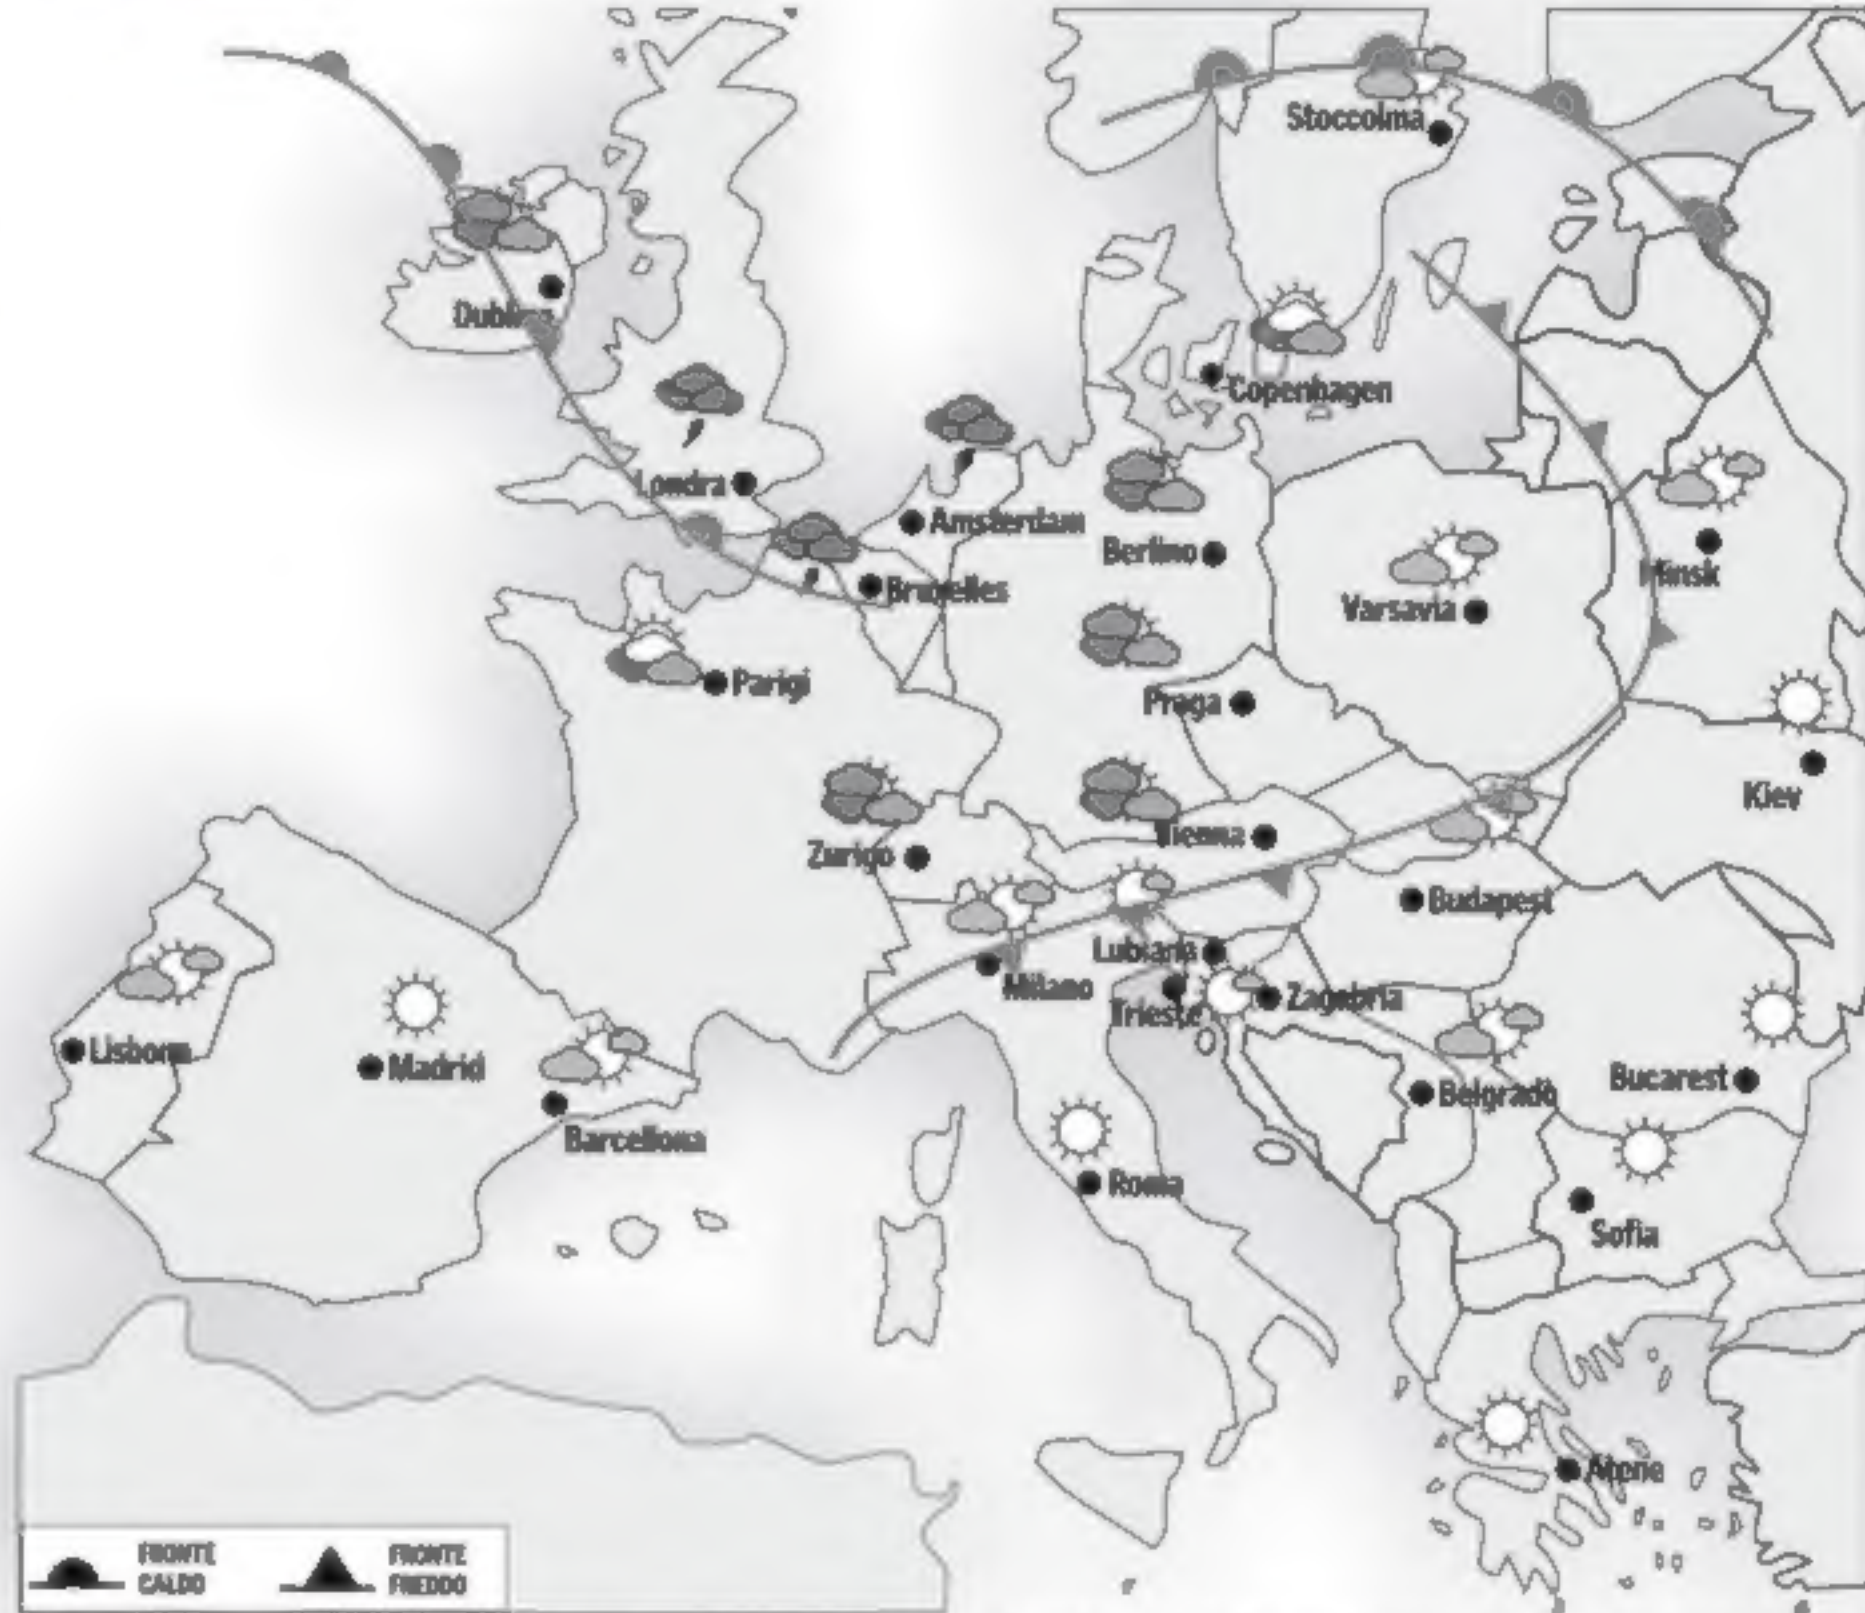 Stoccolma
Dublino
Copenhagen
Londra
Amsterdam
Berlino
Minsk
Bruxelles
Varsavia
Parigi
Praga
Kiev
Vienna
Zurigo
Budapest
Lubiana
Milano
Zagabria
Trieste
Lisbona
Madrid
Belgrado
Bucarest
Barcellona
Roma
Sofia
Atene
FRONTE
CALDO
FRONTE
FREDDO